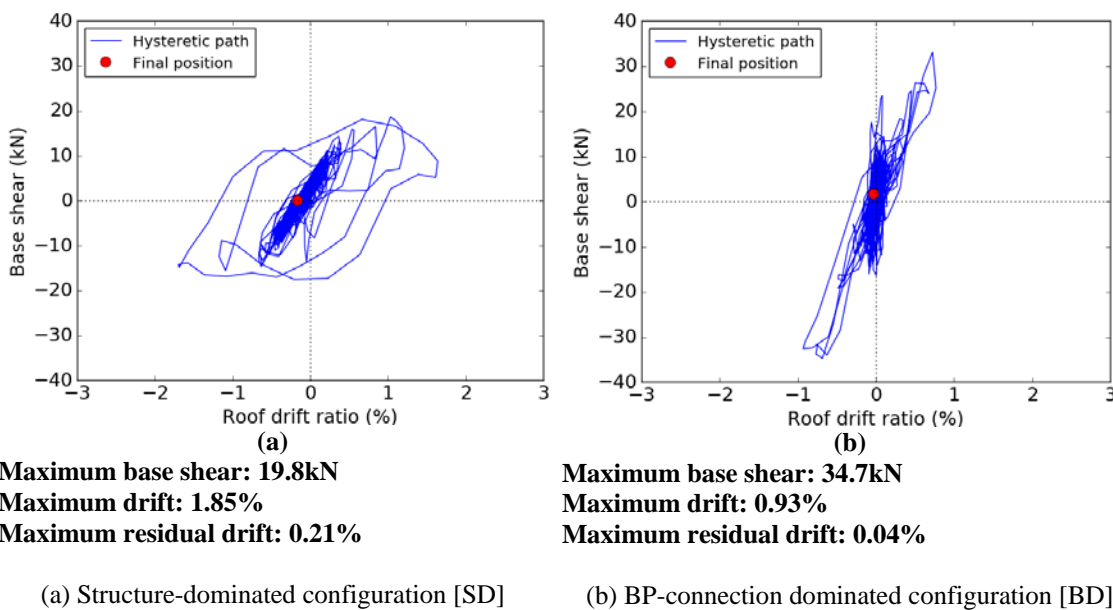 40
30
20
10
0
−10
−20
−30
−40
Base shear (kN)
Hysteretic path
Final position
−3
−2
−1
0
1
2
3
Roof drift ratio (%)
(a)
Maximum base shear: 19.8kN
Maximum drift: 1.85%
Maximum residual drift: 0.21%
(a) Structure-dominated configuration [SD]
40
30
20
10
0
−10
−20
−30
−40
Base shear (kN)
Hysteretic path
Final position
−3
−2
−1
0
1
2
3
Roof drift ratio (%)
(b)
Maximum base shear: 34.7kN
Maximum drift: 0.93%
Maximum residual drift: 0.04%
(b) BP-connection dominated configuration [BD]